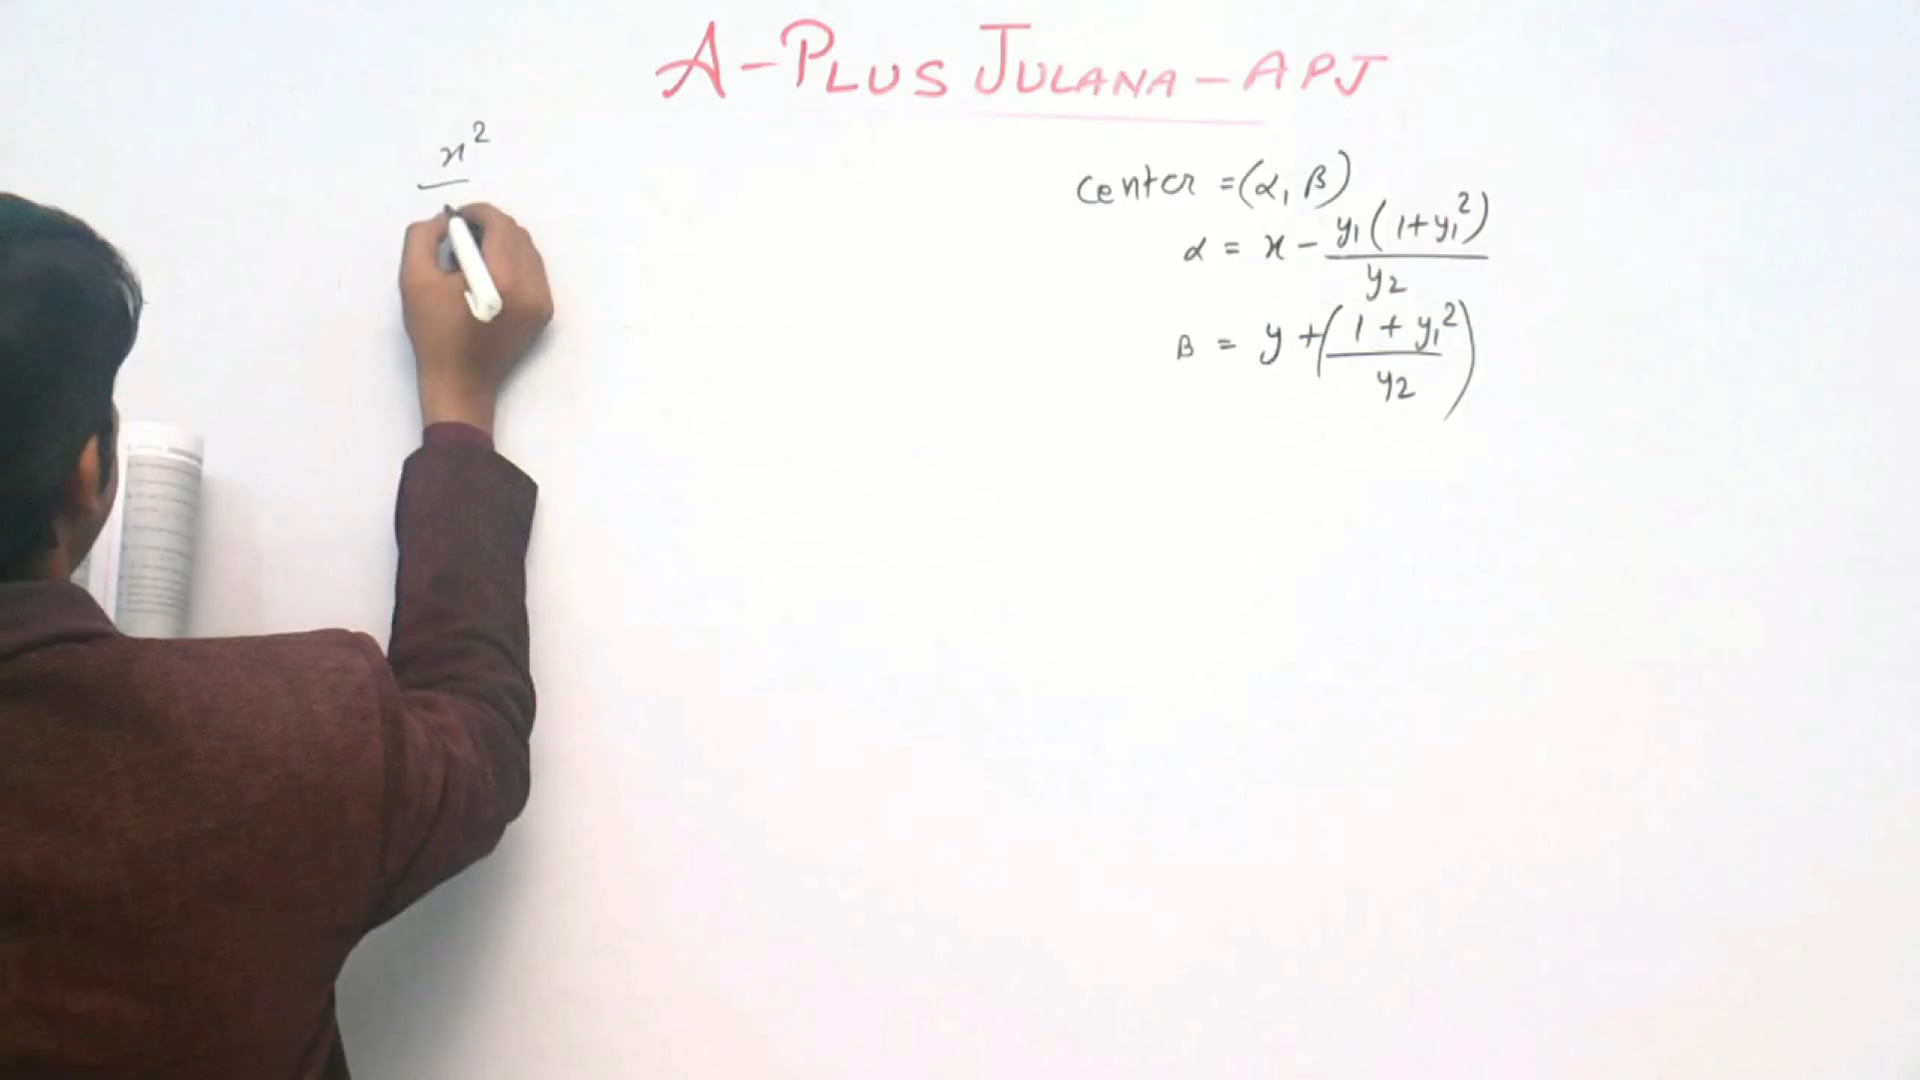 A-PLUS JULANA-APJ
x²
center = (α, β)
α = x - y₁(1+y₁²)/y₂
β = y + (1 + y₁²/y₂)